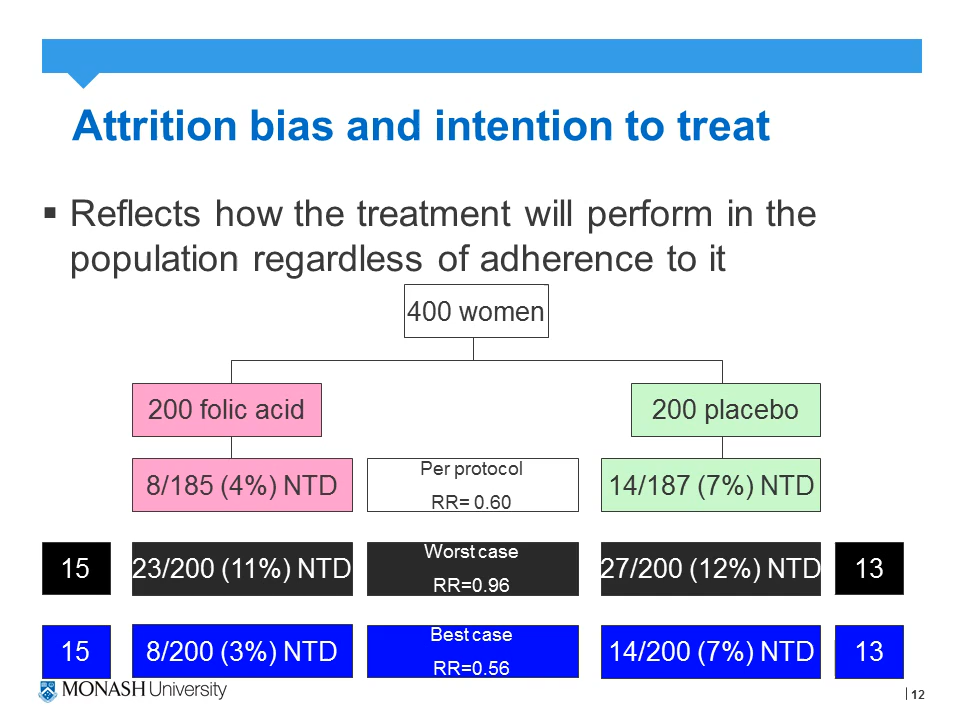 Attrition bias and intention to treat
▪ Reflects how the treatment will perform in the
population regardless of adherence to it
400 women
200 folic acid
200 placebo
8/185 (4%) NTD
Per protocol
RR= 0.60
14/187 (7%) NTD
15
23/200 (11%) NTD
Worst case
RR=0.96
27/200 (12%) NTD
13
15
8/200 (3%) NTD
Best case
RR=0.56
14/200 (7%) NTD
13
MONASH University
12